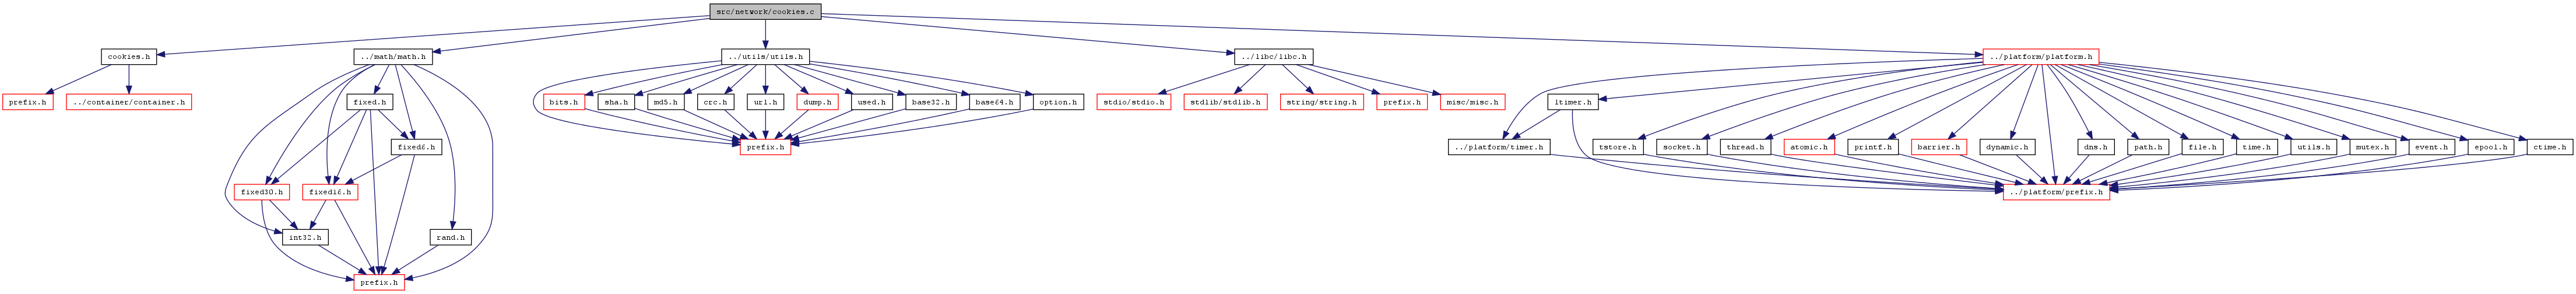 src/network/cookies.c
cookies.h
../math/math.h
../utils/utils.h
../libc/libc.h
../platform/platform.h
prefix.h
../container/container.h
fixed.h
bits.h
sha.h
md5.h
crc.h
url.h
dump.h
used.h
base32.h
base64.h
option.h
stdio/stdio.h
stdlib/stdlib.h
string/string.h
prefix.h
misc/misc.h
ltimer.h
fixed6.h
prefix.h
../platform/timer.h
tstore.h
socket.h
thread.h
atomic.h
printf.h
barrier.h
dynamic.h
dns.h
path.h
file.h
time.h
utils.h
mutex.h
event.h
epool.h
ctime.h
fixed30.h
fixed16.h
../platform/prefix.h
int32.h
rand.h
prefix.h